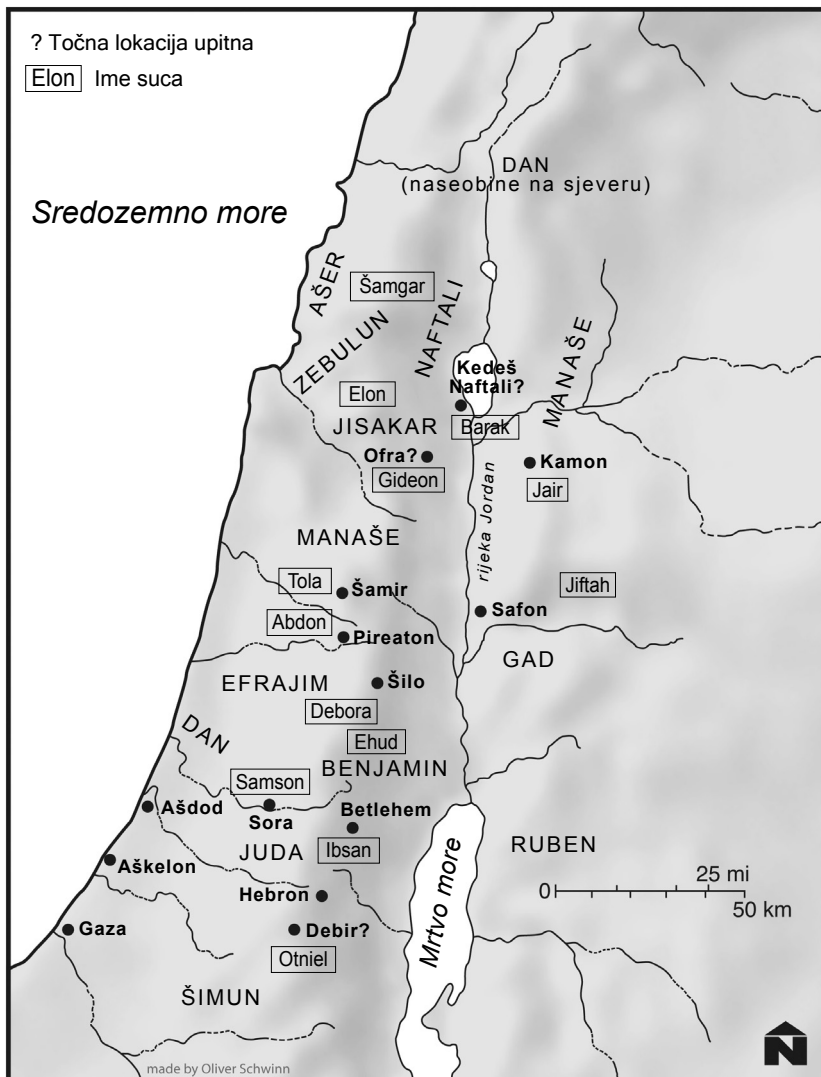 ? Točna lokacija upitna
Elon Ime suca
DAN
(naseobine na sjeveru)
Sredozemno more
AŠER
Šamgar
NAFTALI
ZEBULUN
MANAŠE
Kedeš
Naftali?
Elon
JISAKAR
Barak
Ofra?
Kamon
Gideon
Jair
rijeka Jordan
MANAŠE
Tola
Šamir
Jiftah
Safon
Abdon
Pireaton
GAD
EFRAJIM
Šilo
Debora
DAN
Ehud
BENJAMIN
Samson
Ašdod
Sora
Betlehem
JUDA
Ibsan
RUBEN
Aškelon
25 mi
0
50 km
Hebron
Mrtvo more
Gaza
Debir?
Otniel
ŠIMUN
N
made by Oliver Schwinn